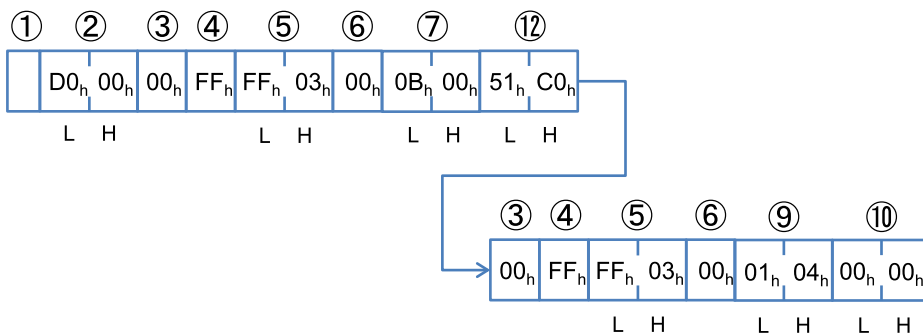 ① ② ③ ④ ⑤ ⑥ ⑦ ⑫
D0h 00h 00h FFh FFh 03h 00h 0Bh 00h 51h C0h
L H L H L H L H
③ ④ ⑤ ⑥ ⑨ ⑩
00h FFh FFh 03h 00h 01h 04h 00h 00h
L H L H L H